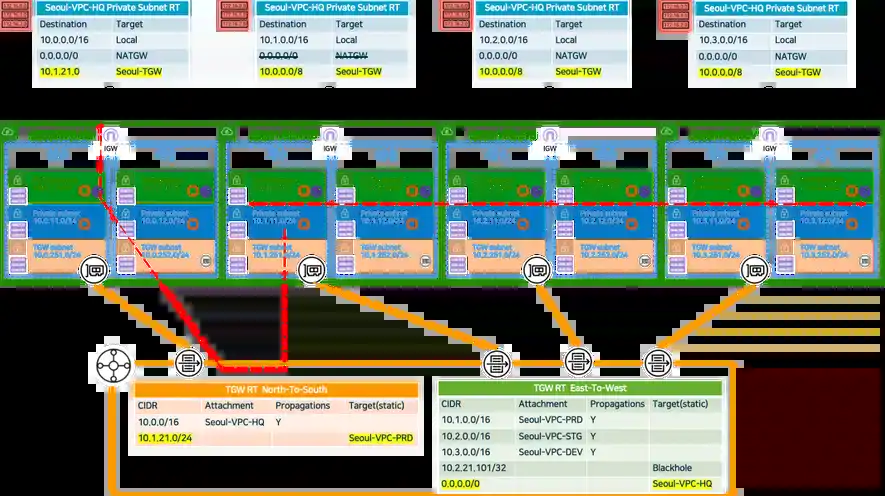 Seoul-VPC-HQ Private Subnet RT
Destination Target
10.0.0.0/16 Local
0.0.0.0/0 NATGW
10.1.21.0 Seoul-TGW
Seoul-VPC-HQ Private Subnet RT
Destination Target
10.1.0.0/16 Local
0.0.0.0/0 NATGW
10.0.0.0/8 Seoul-TGW
Seoul-VPC-HQ Private Subnet RT
Destination Target
10.2.0.0/16 Local
0.0.0.0/0 NATGW
10.0.0.0/8 Seoul-TGW
Seoul-VPC-HQ Private Subnet RT
Destination Target
10.3.0.0/16 Local
0.0.0.0/0 NATGW
10.0.0.0/8 Seoul-TGW
IGW
IGW
IGW
IGW
Private subnet
10.0.11.0/24
Private subnet
10.0.12.0/24
Private subnet
10.1.11.0/24
Private subnet
10.1.12.0/24
Private subnet
10.2.11.0/24
Private subnet
10.2.12.0/24
Private subnet
10.3.11.0/24
Private subnet
10.3.12.0/24
TGW subnet
10.0.251.0/24
TGW subnet
10.0.252.0/24
TGW subnet
10.1.251.0/24
TGW subnet
10.1.252.0/24
TGW subnet
10.2.251.0/24
TGW subnet
10.2.252.0/24
TGW subnet
10.3.251.0/24
TGW subnet
10.3.252.0/24
TGW RT North-To-South
CIDR Attachment Propagations Target(static)
10.0.0/16 Seoul-VPC-HQ Y
10.1.21.0/24 Seoul-VPC-PRD
TGW RT East-To-West
CIDR Attachment Propagations Target(static)
10.1.0.0/16 Seoul-VPC-PRD Y
10.2.0.0/16 Seoul-VPC-STG Y
10.3.0.0/16 Seoul-VPC-DEV Y
10.2.21.101/32 Blackhole
0.0.0.0/0 Seoul-VPC-HQ